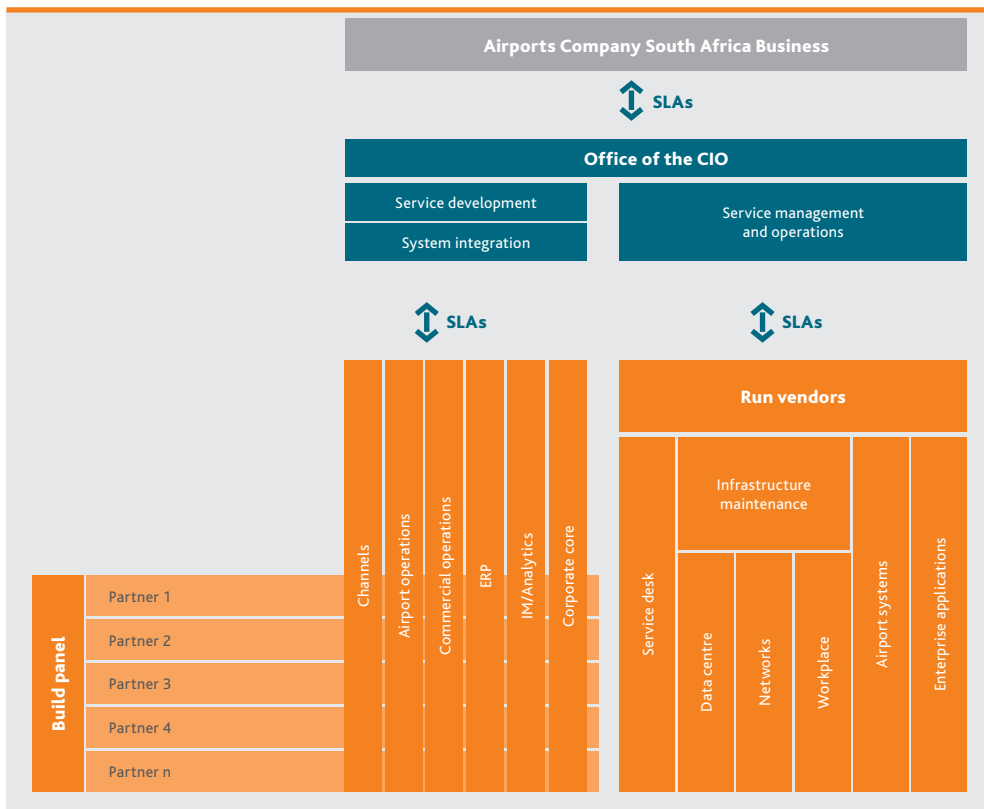 Airports Company South Africa Business
SLAs
Office of the CIO
Service development
System integration
Service management
and operations
SLAs
SLAs
Channels
Airport operations
Commercial operations
ERP
IM/Analytics
Corporate core
Run vendors
Service desk
Infrastructure
maintenance
Data centre
Networks
Workplace
Airport systems
Enterprise applications
Build panel
Partner 1
Partner 2
Partner 3
Partner 4
Partner n